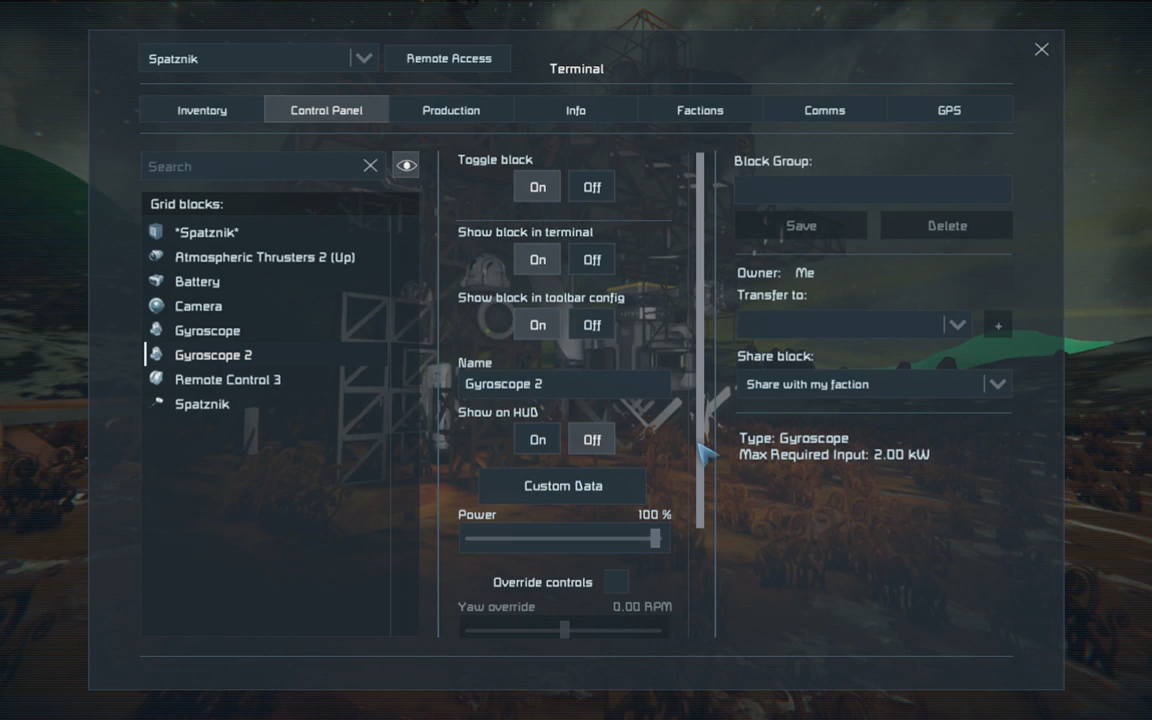 Spatznik
Remote Access
Terminal
Inventory
Control Panel
Production
Info
Factions
Comms
GPS
Search
Grid blocks:
*Spatznik*
Atmospheric Thrusters 2 (Up)
Battery
Camera
Gyroscope
Gyroscope 2
Remote Control 3
Spatznik
Toggle block
On Off
Show block in terminal
On Off
Show block in toolbar config
On Off
Name
Gyroscope 2
Show on HUD
On Off
Custom Data
Power 100 %
Override controls
Yaw override 0.00 RPM
Block Group:
Save Delete
Owner: Me
Transfer to:
+
Share block:
Share with my faction
Type: Gyroscope
Max Required Input: 2.00 kW